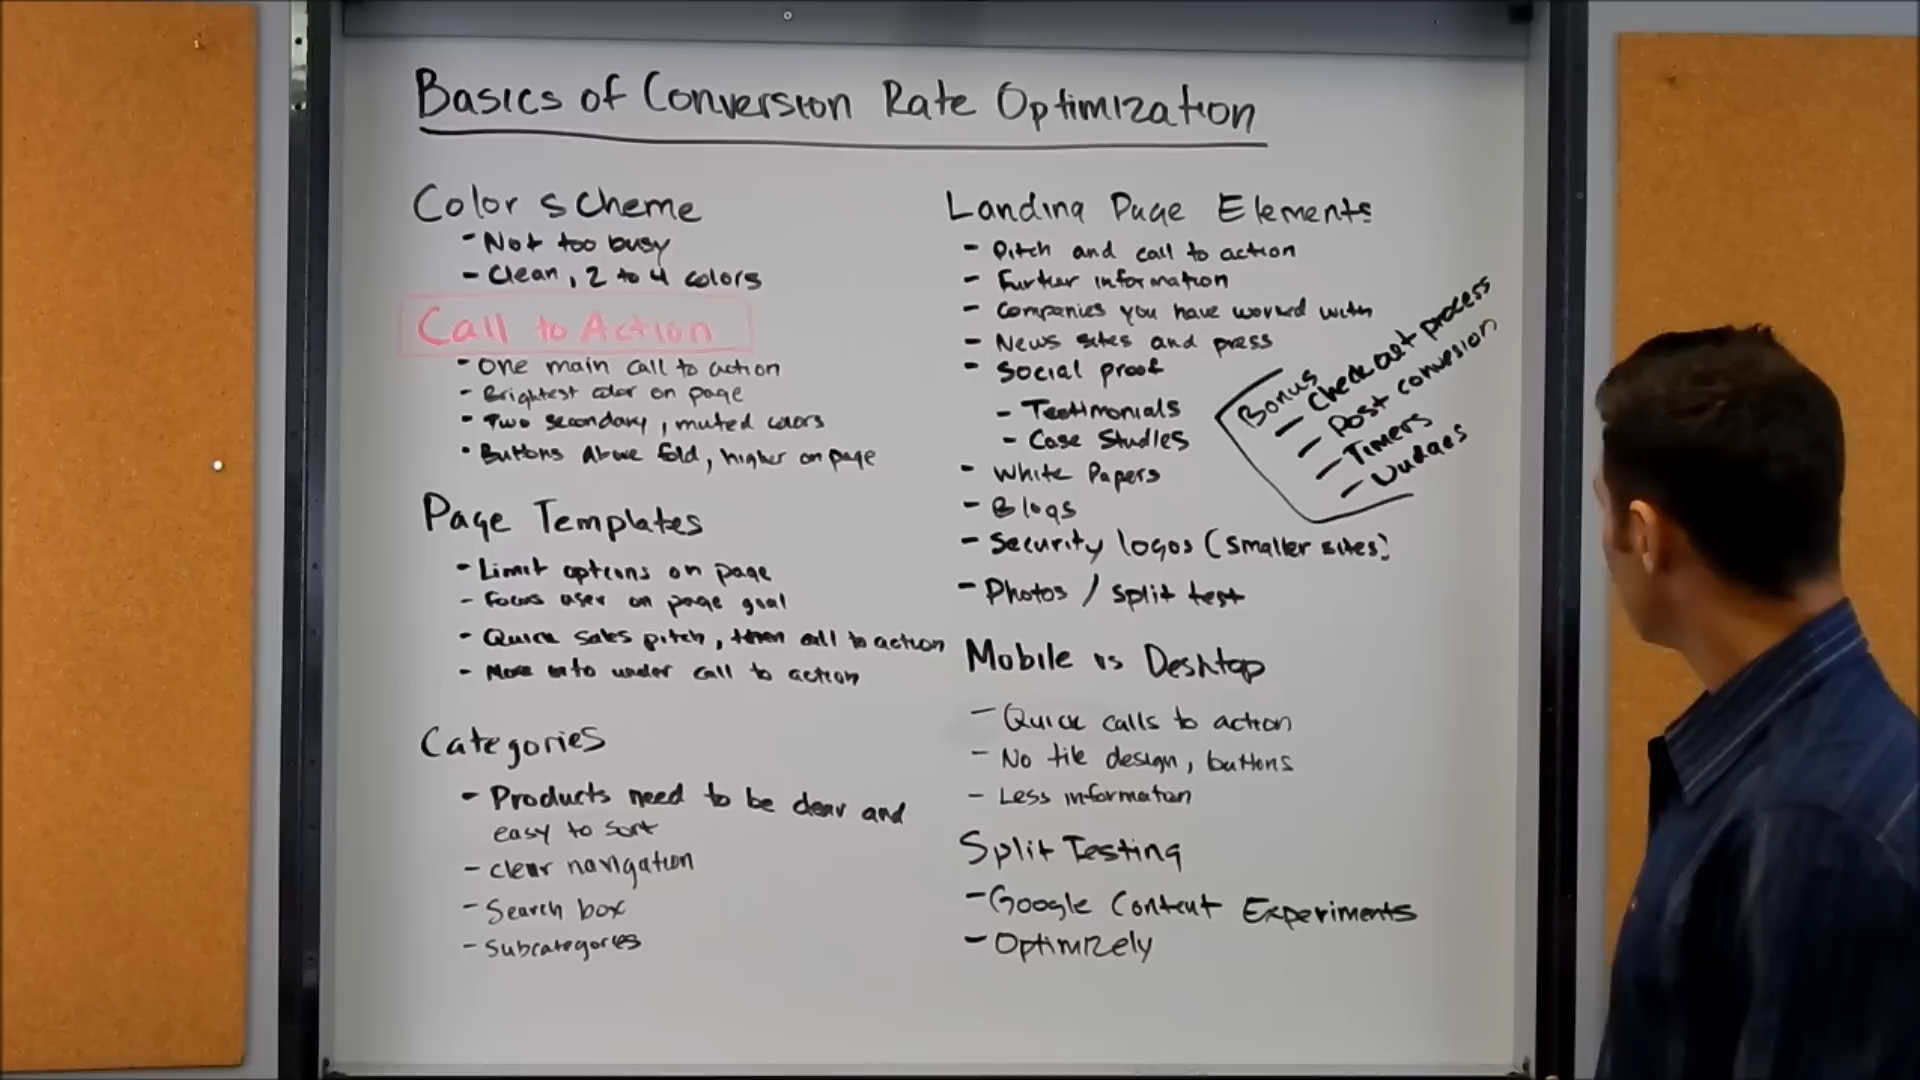 Basics of Conversion Rate Optimization
Color scheme
- Not too busy
- Clean, 2 to 4 colors
Call to Action
- One main call to action
- Brightest color on page
- Two secondary, muted colors
- Buttons Above fold, higher on page
Page Templates
- Limit options on page
- Focus user on page goal
- Quick sales pitch, then call to action
- More info under call to action
Categories
- Products need to be clear and
easy to sort
- clear navigation
- Search box
- Subcategories
Landing Page Elements
- Pitch and call to action
- Further information
- Companies you have worked with
- News sites and press
- Social proof
- Testimonials
- Case Studies
- White Papers
- Blogs
- Security logos (smaller sites)
- Photos / split test
Bonus
- Checkout process
- Post convesion
- Timers
- Nudges
Mobile vs Desktop
- Quick calls to action
- No tile design, buttons
- Less information
Split Testing
- Google Content Experiments
- Optimizely